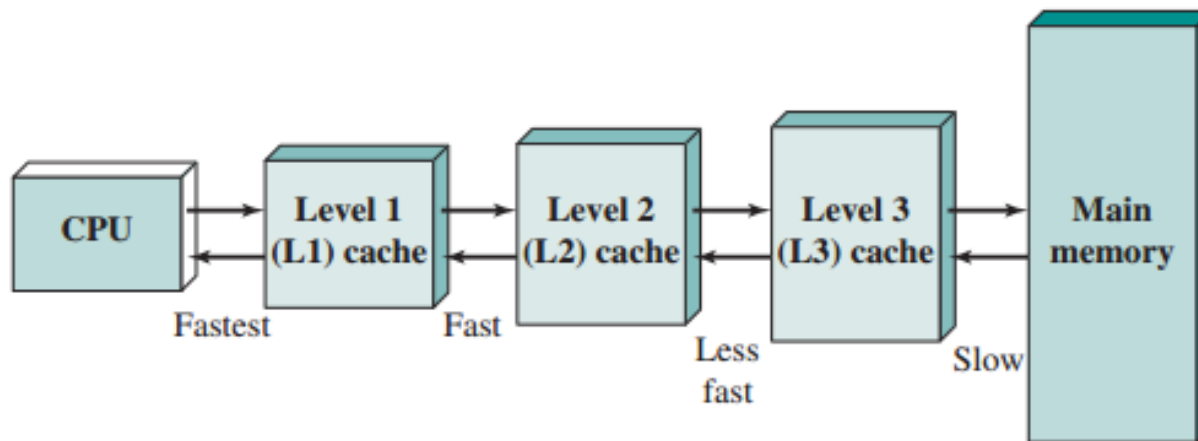 CPU
Level 1
(L1) cache
Level 2
(L2) cache
Level 3
(L3) cache
Main
memory
Fastest
Fast
Less
fast
Slow